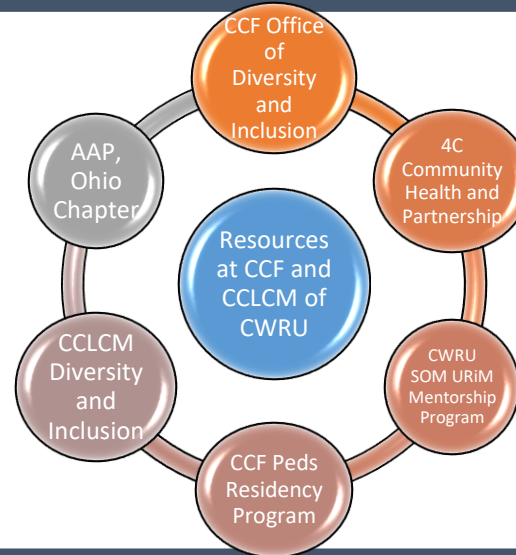 CCF Office
of
Diversity
and
Inclusion
4C
Community
Health and
Partnership
CWRU
SOM URiM
Mentorship
Program
CCF Peds
Residency
Program
CCLCM
Diversity
and
Inclusion
AAP,
Ohio
Chapter
Resources
at CCF and
CCLCM of
CWRU